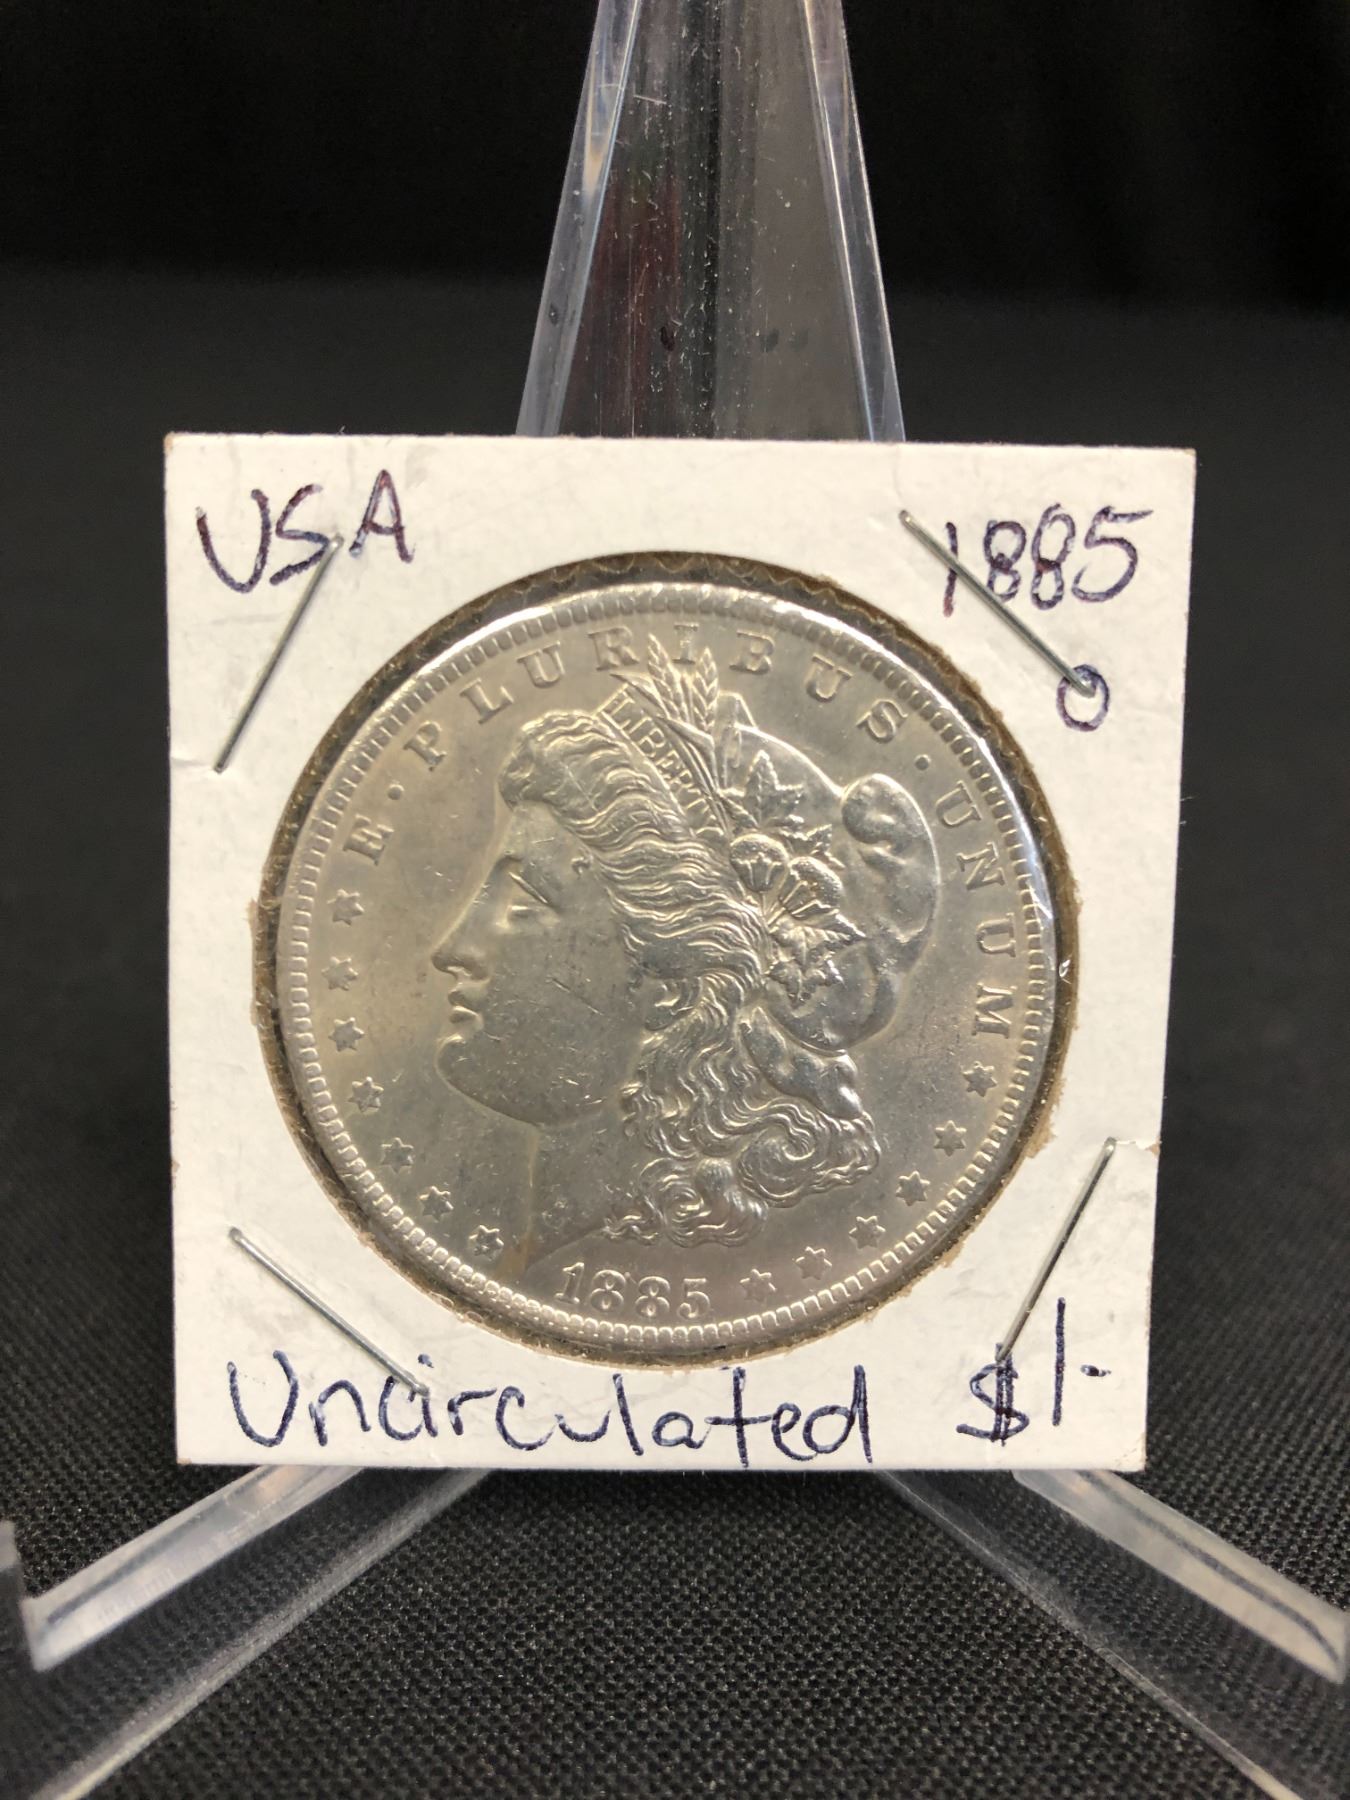 USA
1885
O
E · PLURIBUS · UNUM
LIBERTY
1885
Uncirculated $1.